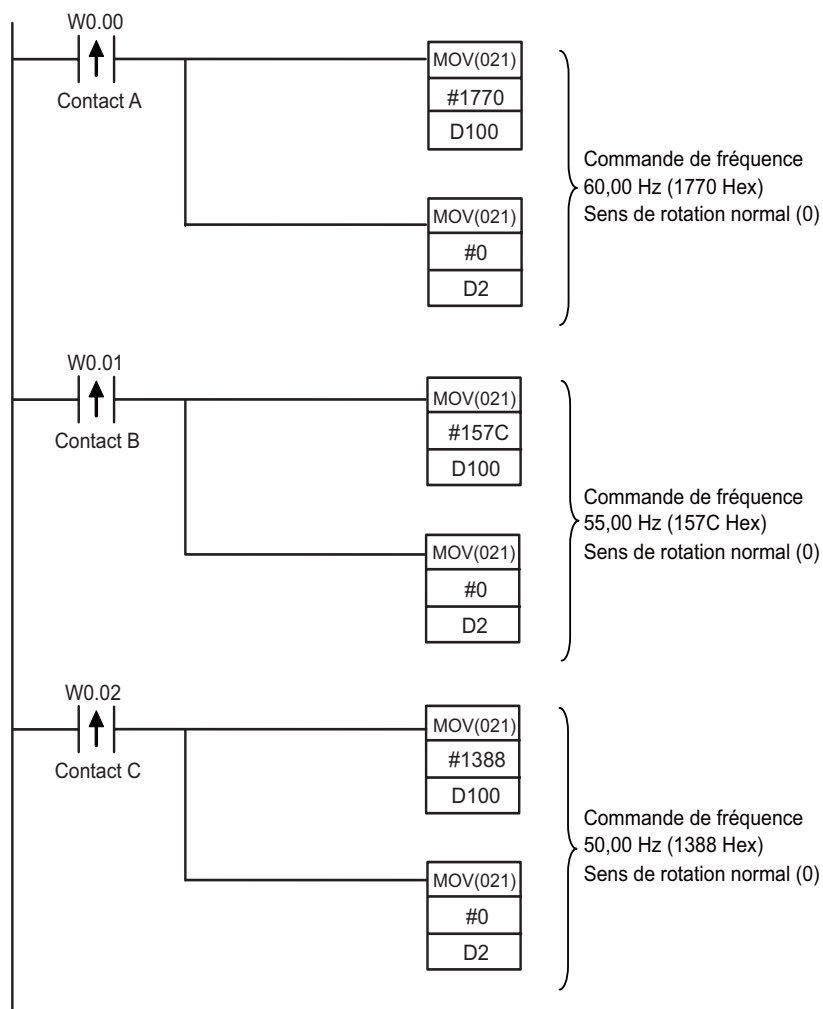 W0.00
Contact A
MOV(021)
#1770
D100
MOV(021)
#0
D2
Commande de fréquence
60,00 Hz (1770 Hex)
Sens de rotation normal (0)
W0.01
Contact B
MOV(021)
#157C
D100
MOV(021)
#0
D2
Commande de fréquence
55,00 Hz (157C Hex)
Sens de rotation normal (0)
W0.02
Contact C
MOV(021)
#1388
D100
MOV(021)
#0
D2
Commande de fréquence
50,00 Hz (1388 Hex)
Sens de rotation normal (0)